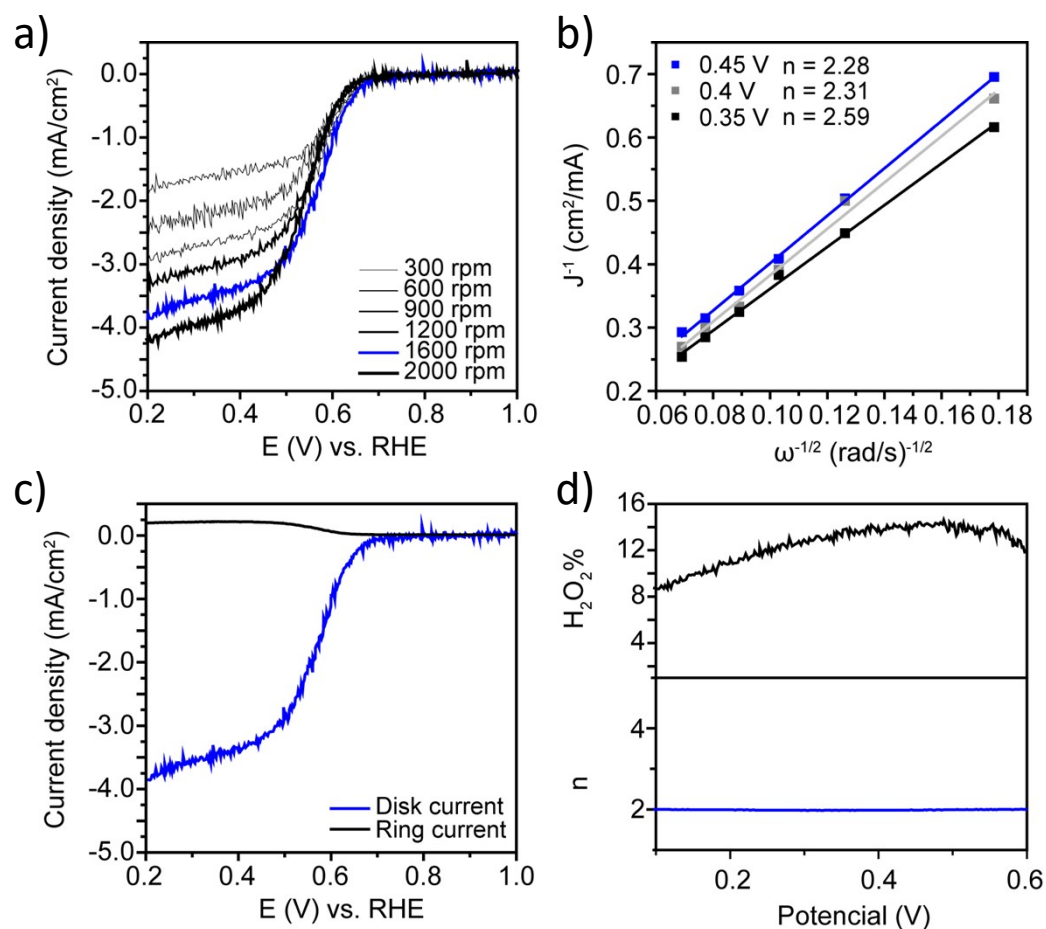 a)
Current density (mA/cm²)
0.0
-1.0
-2.0
-3.0
-4.0
-5.0
300 rpm
600 rpm
900 rpm
1200 rpm
1600 rpm
2000 rpm
0.2 0.4 0.6 0.8 1.0
E (V) vs. RHE
b)
J⁻¹ (cm²/mA)
0.7
0.6
0.5
0.4
0.3
0.2
0.45 V n = 2.28
0.4 V n = 2.31
0.35 V n = 2.59
0.06 0.08 0.10 0.12 0.14 0.16 0.18
ω⁻¹/² (rad/s)⁻¹/²
c)
Current density (mA/cm²)
0.0
-1.0
-2.0
-3.0
-4.0
-5.0
Disk current
Ring current
0.2 0.4 0.6 0.8 1.0
E (V) vs. RHE
d)
H₂O₂%
16
12
8
4
n
4
2
0.2 0.4 0.6
Potencial (V)